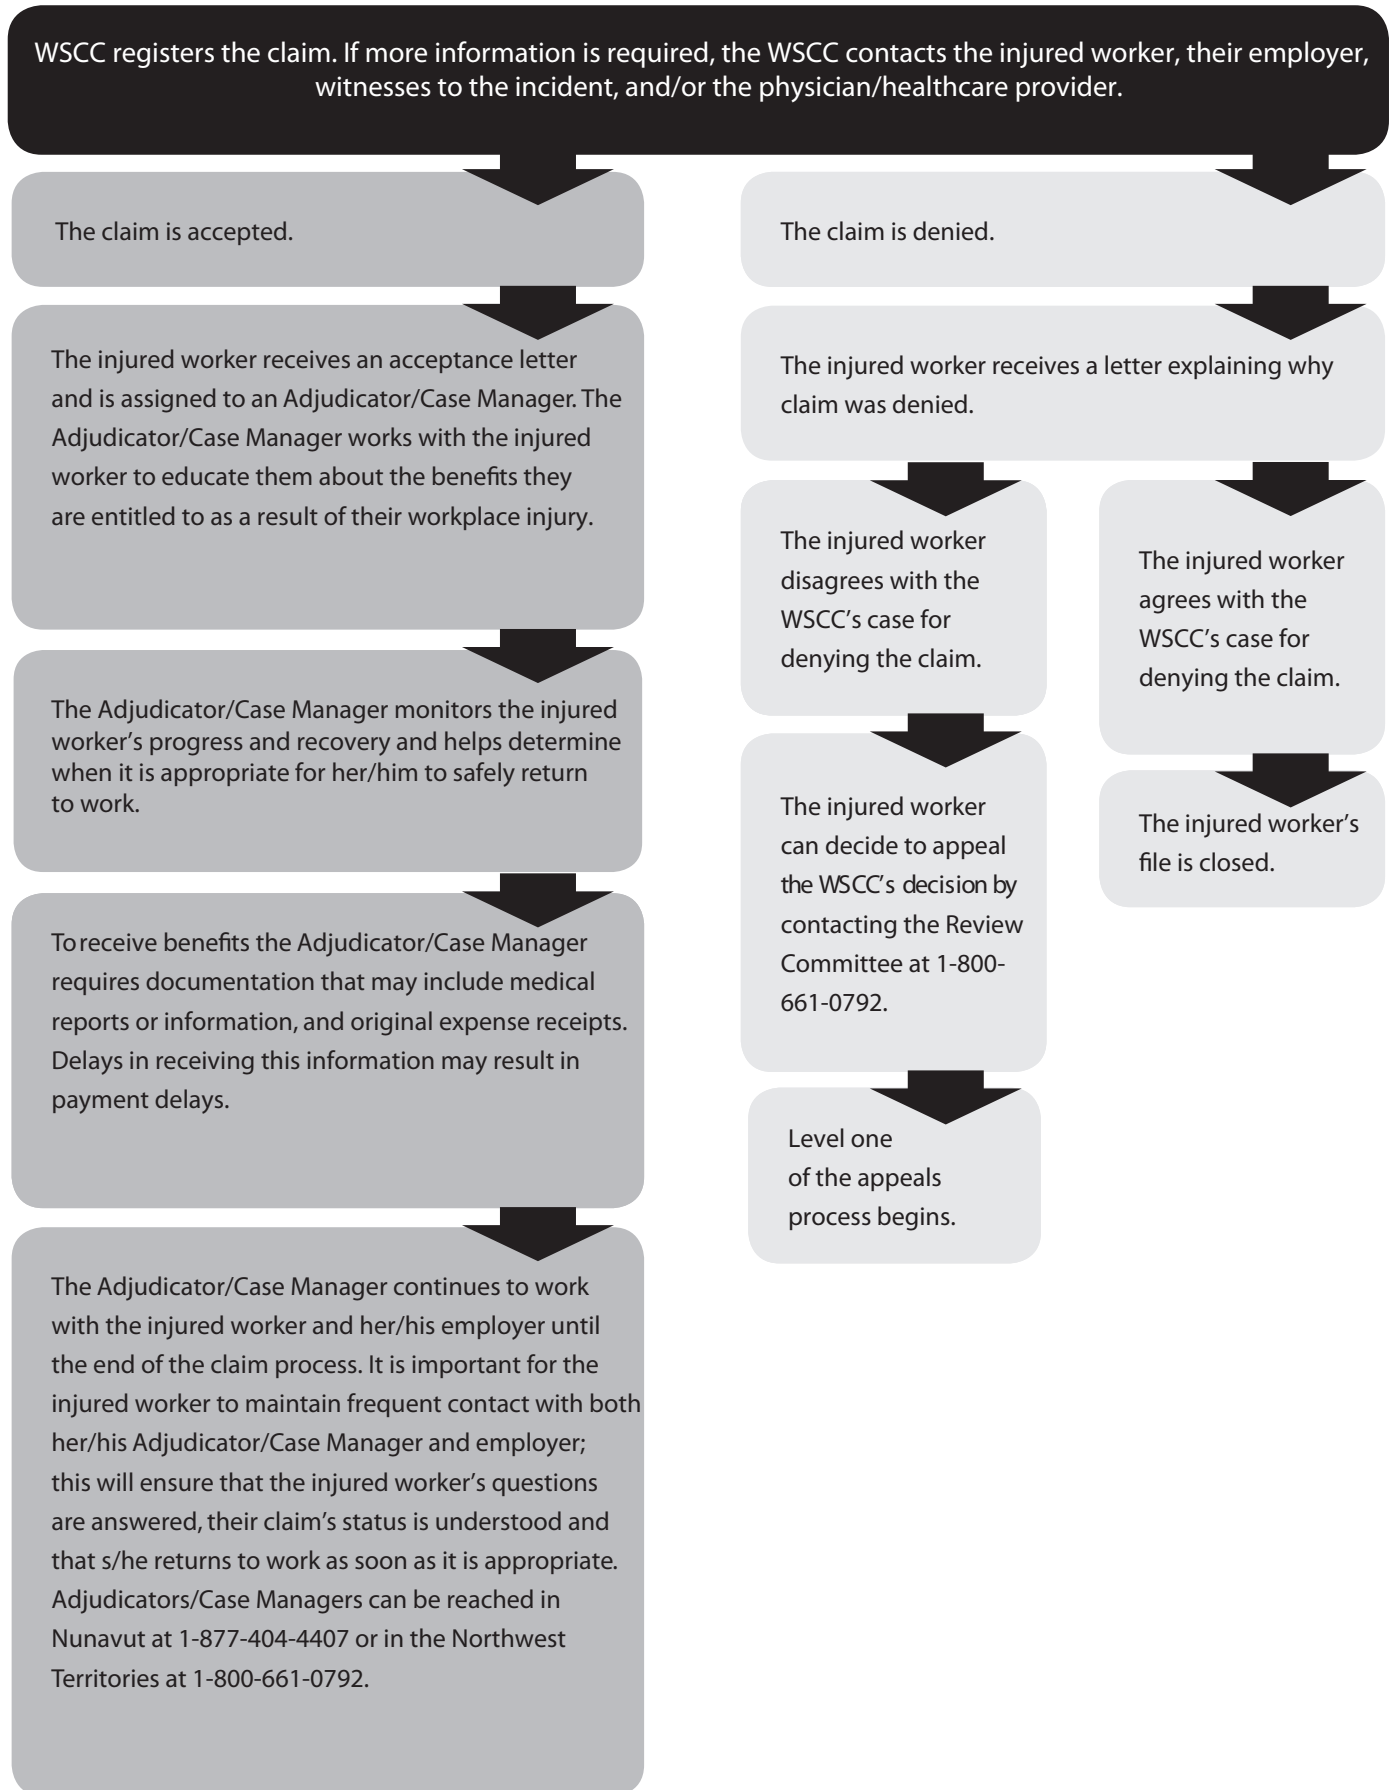 WSCC registers the claim. If more information is required, the WSCC contacts the injured worker, their employer,
witnesses to the incident, and/or the physician/healthcare provider.
The claim is accepted.
The injured worker receives an acceptance letter
and is assigned to an Adjudicator/Case Manager. The
Adjudicator/Case Manager works with the injured
worker to educate them about the benefits they
are entitled to as a result of their workplace injury.
The Adjudicator/Case Manager monitors the injured
worker's progress and recovery and helps determine
when it is appropriate for her/him to safely return
to work.
To receive benefits the Adjudicator/Case Manager
requires documentation that may include medical
reports or information, and original expense receipts.
Delays in receiving this information may result in
payment delays.
The Adjudicator/Case Manager continues to work
with the injured worker and her/his employer until
the end of the claim process. It is important for the
injured worker to maintain frequent contact with both
her/his Adjudicator/Case Manager and employer;
this will ensure that the injured worker's questions
are answered, their claim's status is understood and
that s/he returns to work as soon as it is appropriate.
Adjudicators/Case Managers can be reached in
Nunavut at 1-877-404-4407 or in the Northwest
Territories at 1-800-661-0792.
The claim is denied.
The injured worker receives a letter explaining why
claim was denied.
The injured worker
disagrees with the
WSCC's case for
denying the claim.
The injured worker
can decide to appeal
the WSCC's decision by
contacting the Review
Committee at 1-800-
661-0792.
Level one
of the appeals
process begins.
The injured worker
agrees with the
WSCC's case for
denying the claim.
The injured worker's
file is closed.